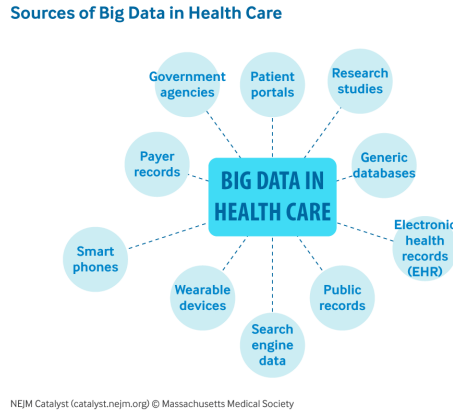 Sources of Big Data in Health Care
Government
agencies
Patient
portals
Research
studies
Payer
records
Generic
databases
BIG DATA IN
HEALTH CARE
Electronic
health
records
(EHR)
Smart
phones
Wearable
devices
Public
records
Search
engine
data
NEJM Catalyst (catalyst.nejm.org) © Massachusetts Medical Society